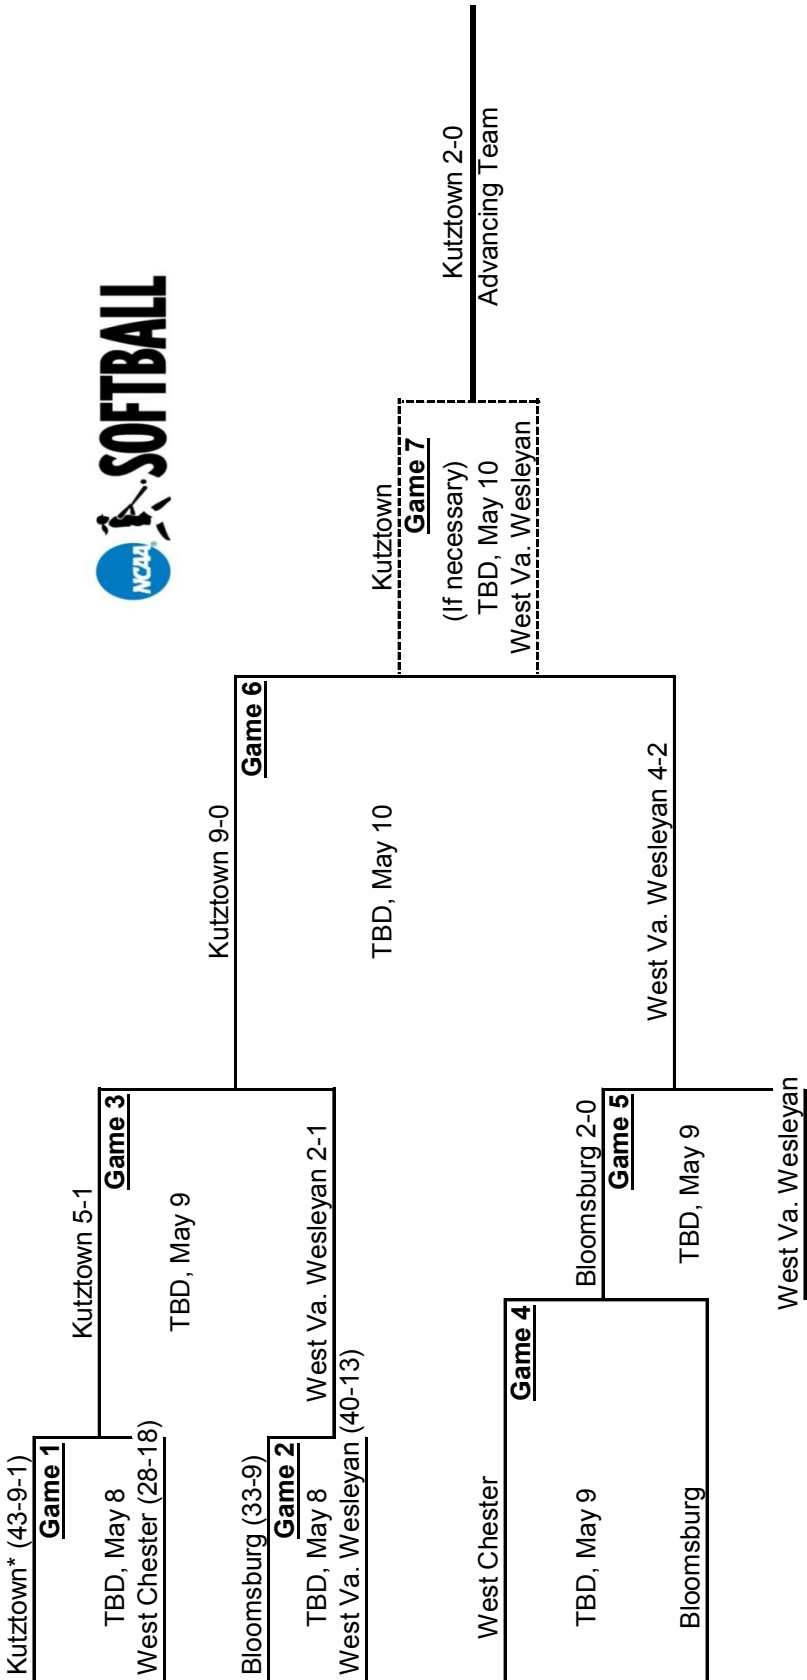 NCAA® SOFTBALL
Kutztown* (43-9-1)
Game 1
TBD, May 8
West Chester (28-18)
Kutztown 5-1
Game 3
TBD, May 9
Bloomsburg (33-9)
Game 2
TBD, May 8
West Va. Wesleyan (40-13)
West Va. Wesleyan 2-1
Kutztown 9-0
Game 6
TBD, May 10
West Chester
Game 4
TBD, May 9
Bloomsburg
Bloomsburg 2-0
Game 5
TBD, May 9
West Va. Wesleyan
West Va. Wesleyan 4-2
Kutztown
Game 7
(If necessary)
TBD, May 10
West Va. Wesleyan
Kutztown 2-0
Advancing Team